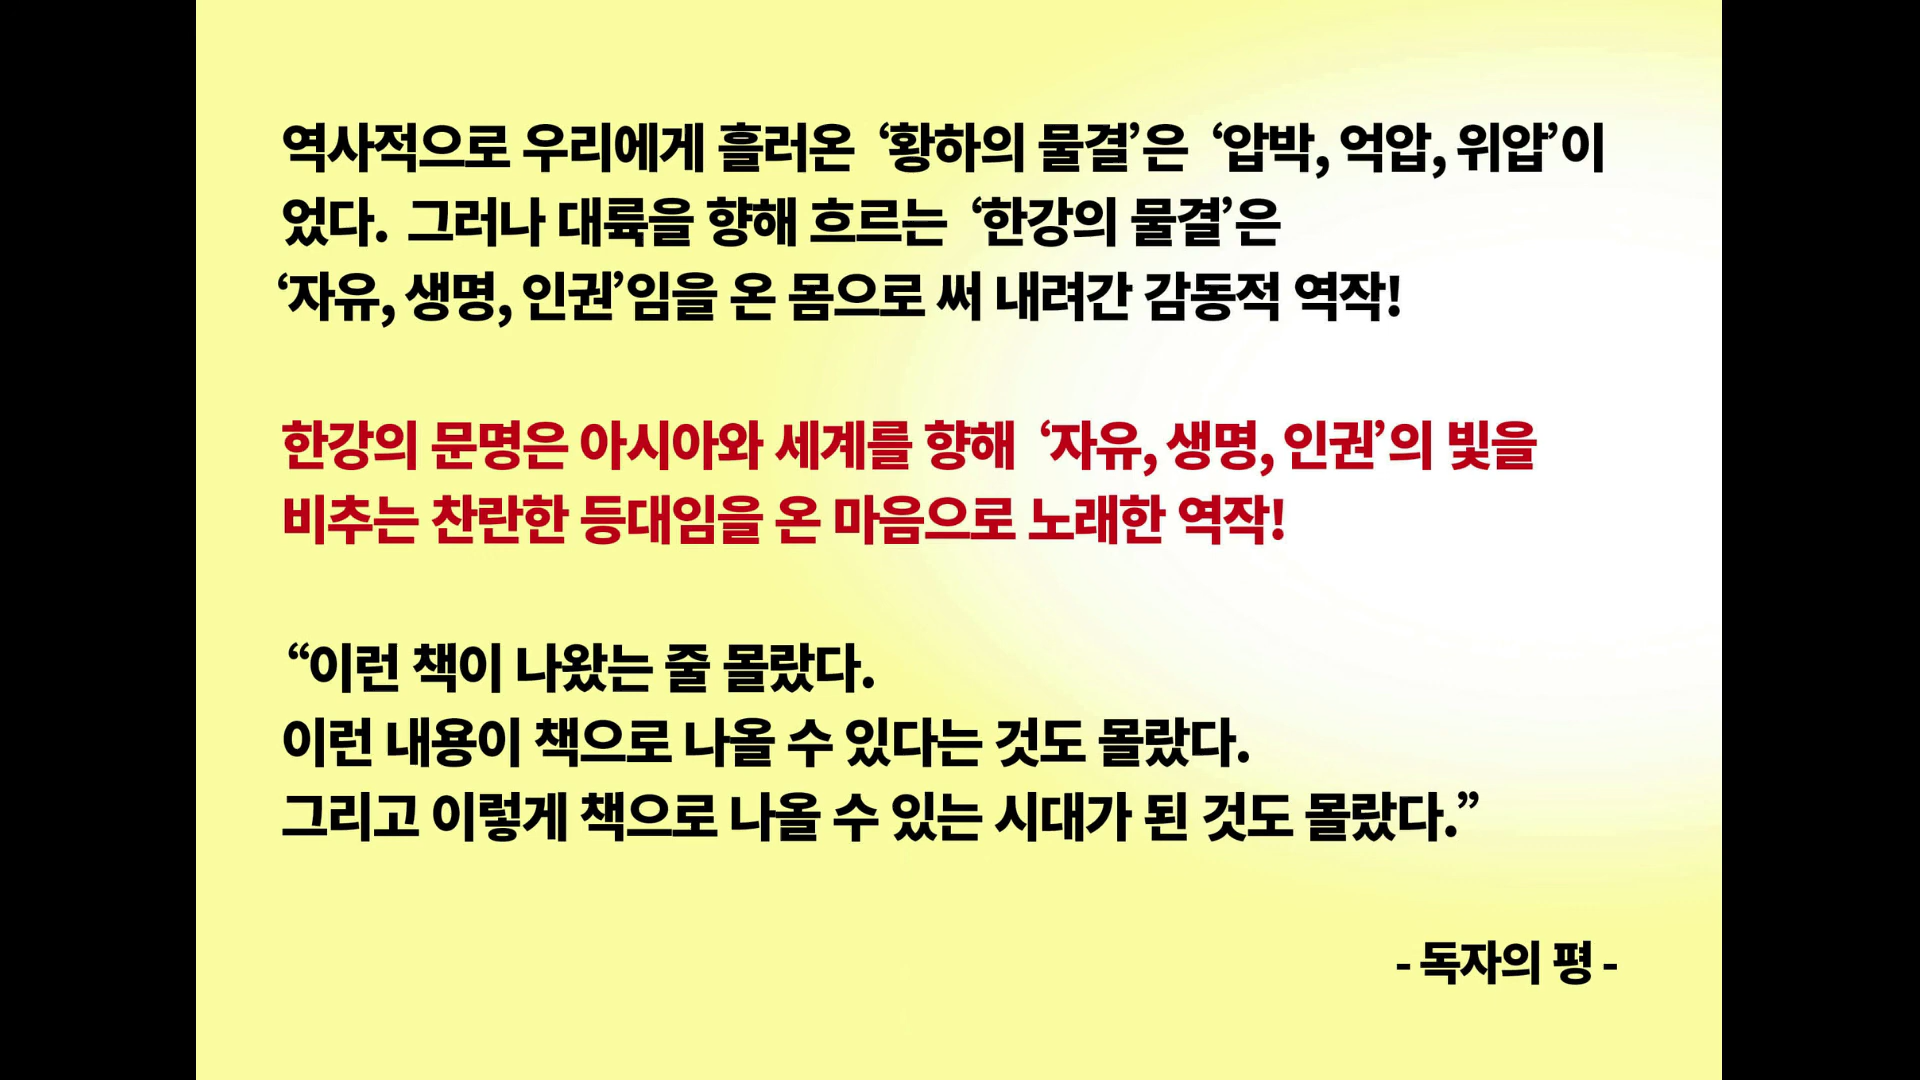 역사적으로 우리에게 흘러온 ‘황하의 물결’은 ‘압박, 억압, 위압’이
었다. 그러나 대륙을 향해 흐르는 ‘한강의 물결’은
‘자유, 생명, 인권’임을 온 몸으로 써 내려간 감동적 역작!
한강의 문명은 아시아와 세계를 향해 ‘자유, 생명, 인권’의 빛을
비추는 찬란한 등대임을 온 마음으로 노래한 역작!
“이런 책이 나왔는 줄 몰랐다.
이런 내용이 책으로 나올 수 있다는 것도 몰랐다.
그리고 이렇게 책으로 나올 수 있는 시대가 된 것도 몰랐다.”
- 독자의 평 -